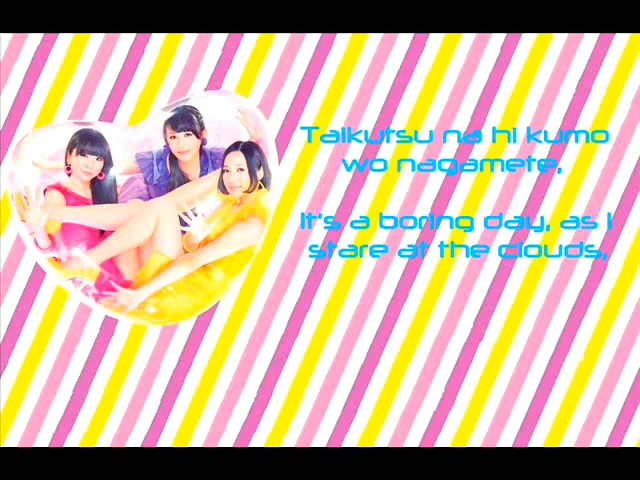 Taikutsu na hi kumo
wo nagamete,
It's a boring day, as I
stare at the clouds,